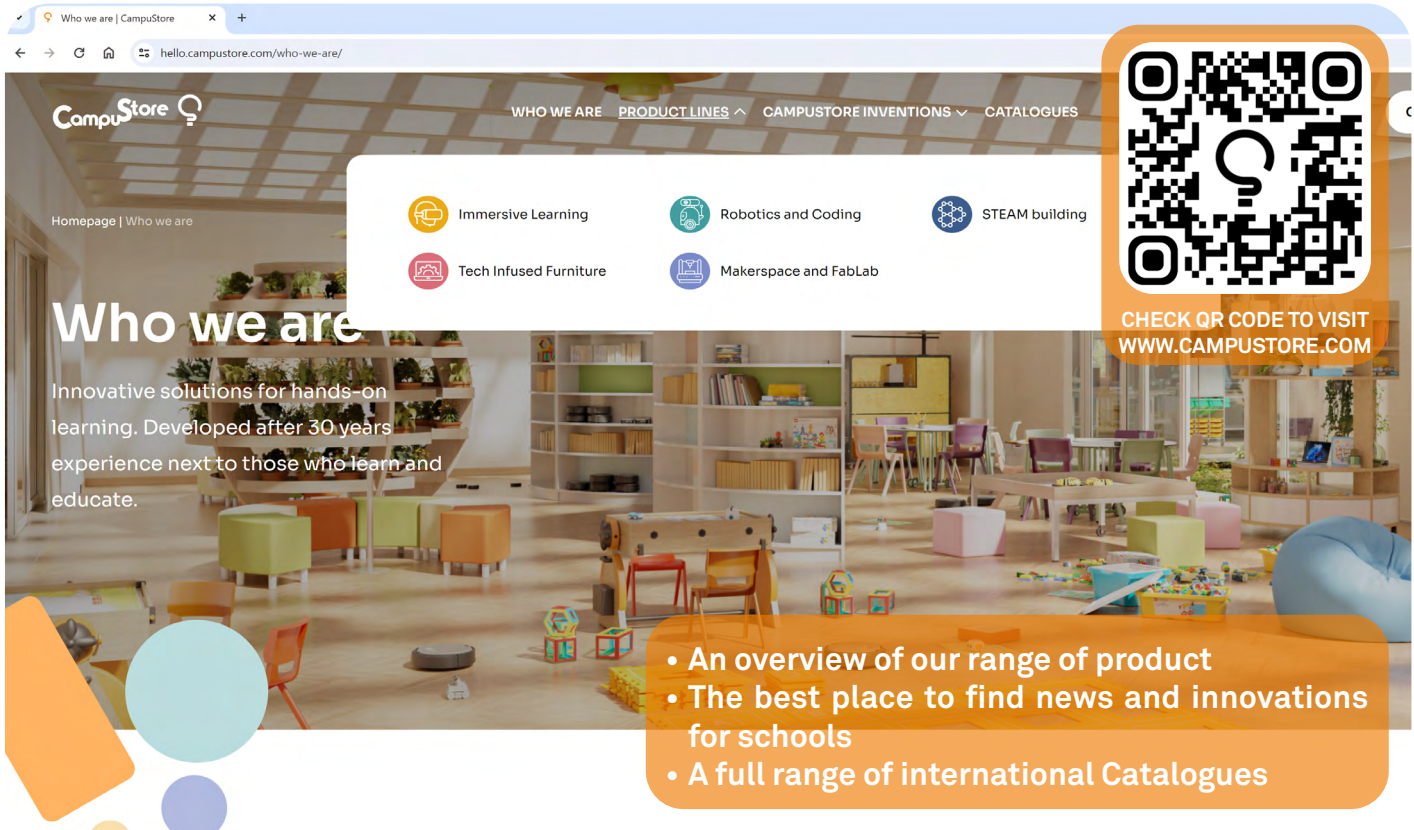 Who we are | CampuStore
hello.campustore.com/who-we-are/
CampuStore
WHO WE ARE PRODUCT LINES CAMPUSTORE INVENTIONS CATALOGUES
Immersive Learning Robotics and Coding STEAM building
Tech Infused Furniture Makerspace and FabLab
Homepage | Who we are
Who we are
Innovative solutions for hands-on
learning. Developed after 30 years
experience next to those who learn and
educate.
CHECK QR CODE TO VISIT
WWW.CAMPUSTORE.COM
• An overview of our range of product
• The best place to find news and innovations
for schools
• A full range of international Catalogues